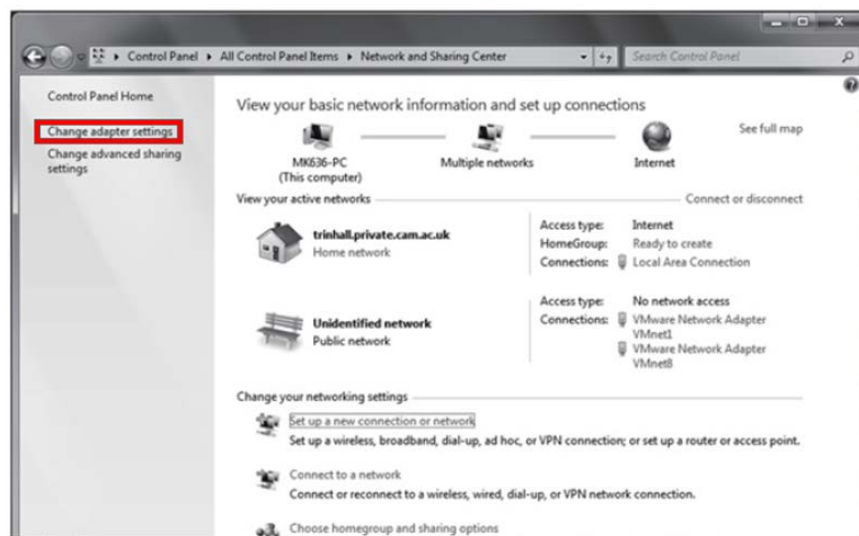 Control Panel ▸ All Control Panel Items ▸ Network and Sharing Center
Search Control Panel
Control Panel Home
Change adapter settings
Change advanced sharing
settings
View your basic network information and set up connections
See full map
MK636-PC
(This computer)
Multiple networks
Internet
View your active networks
Connect or disconnect
trinhall.private.cam.ac.uk
Home network
Access type: Internet
HomeGroup: Ready to create
Connections: Local Area Connection
Unidentified network
Public network
Access type: No network access
Connections: VMware Network Adapter
VMnet1
VMware Network Adapter
VMnet8
Change your networking settings
Set up a new connection or network
Set up a wireless, broadband, dial-up, ad hoc, or VPN connection; or set up a router or access point.
Connect to a network
Connect or reconnect to a wireless, wired, dial-up, or VPN network connection.
Choose homegroup and sharing options